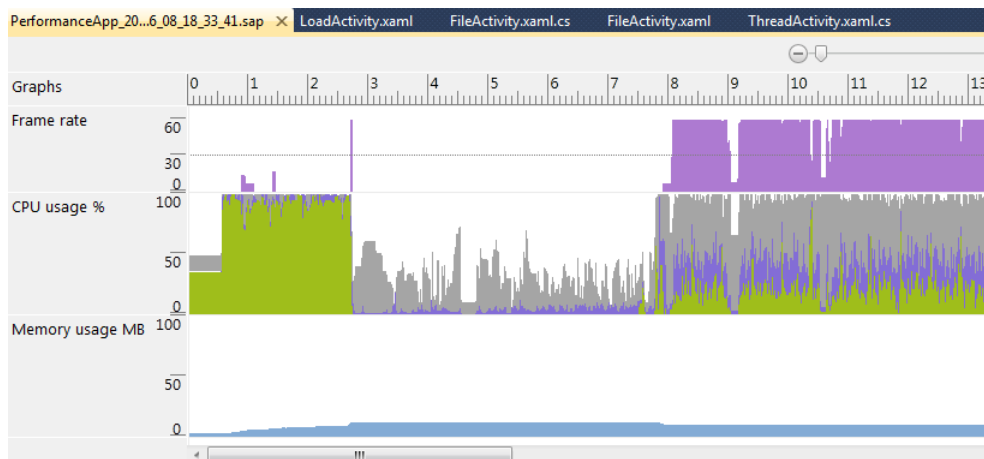 PerformanceApp_20...6_08_18_33_41.sap × LoadActivity.xaml FileActivity.xaml.cs FileActivity.xaml ThreadActivity.xaml.cs
Graphs 0 1 2 3 4 5 6 7 8 9 10 11 12 13
Frame rate 60
30
0
CPU usage % 100
50
0
Memory usage MB 100
50
0